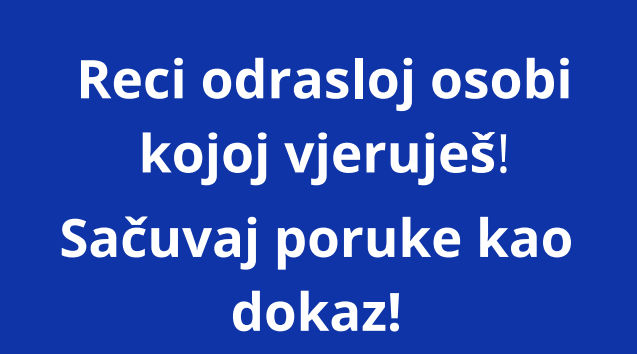 Reci odrasloj osobi
kojoj vjeruješ!
Sačuvaj poruke kao
dokaz!